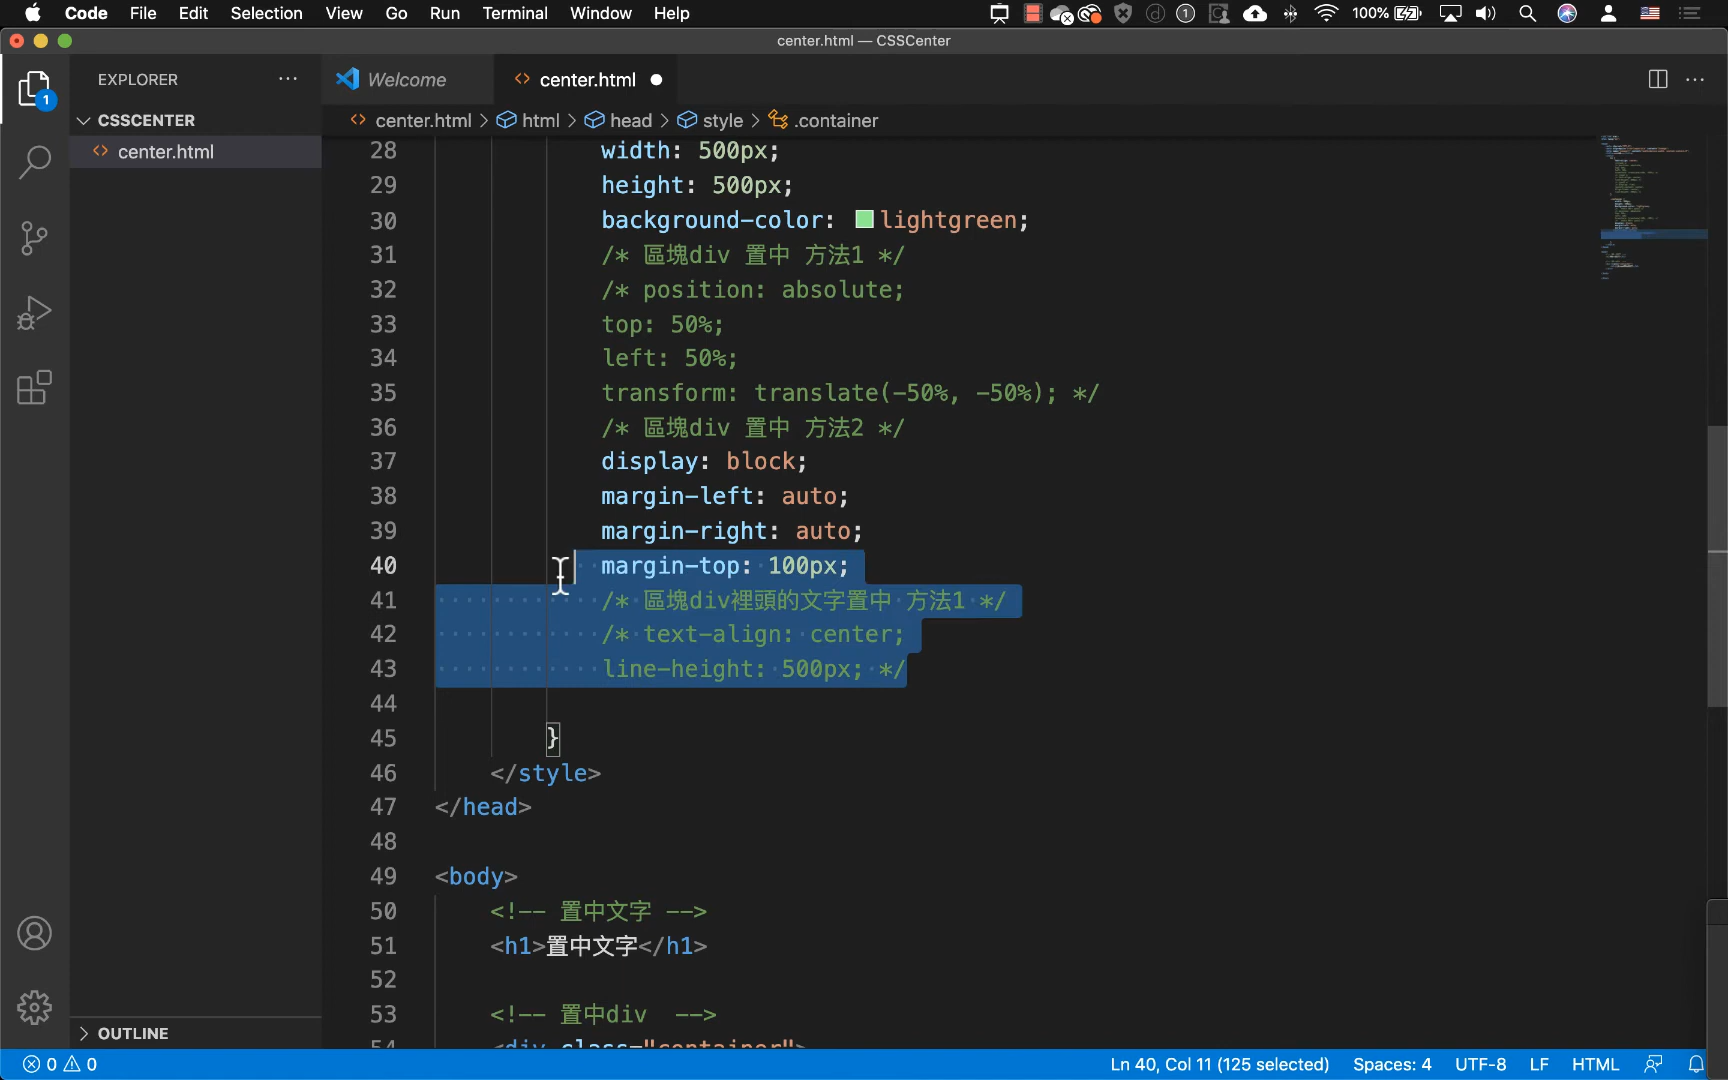 Code File Edit Selection View Go Run Terminal Window Help 100%
center.html — CSSCenter
EXPLORER
Welcome
center.html
CSSCENTER
center.html > html > head > style > .container
1
center.html
28 width: 500px;
29 height: 500px;
30 background-color: lightgreen;
31 /* 區塊div 置中 方法1 */
32 /* position: absolute;
33 top: 50%;
34 left: 50%;
35 transform: translate(-50%, -50%); */
36 /* 區塊div 置中 方法2 */
37 display: block;
38 margin-left: auto;
39 margin-right: auto;
40 margin-top: 100px;
41 /* 區塊div裡頭的文字置中 方法1 */
42 /* text-align: center;
43 line-height: 500px; */
44
45 }
46 </style>
47 </head>
48
49 <body>
50 <!-- 置中文字 -->
51 <h1>置中文字</h1>
52
53 <!-- 置中div  -->
54 <div class="container">
OUTLINE
0 0 Ln 40, Col 11 (125 selected) Spaces: 4 UTF-8 LF HTML